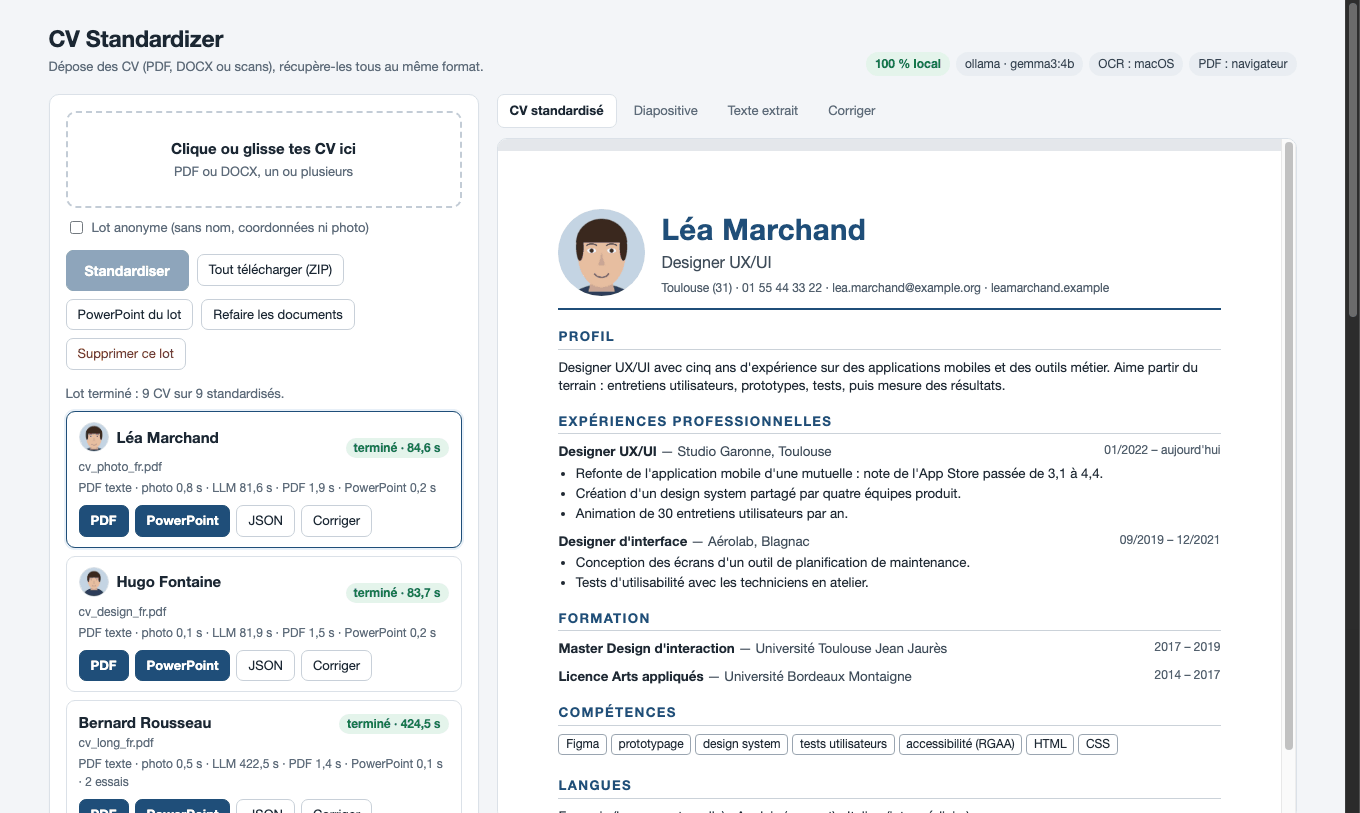 CV Standardizer
Dépose des CV (PDF, DOCX ou scans), récupère-les tous au même format.
100 % local
ollama · gemma3:4b
OCR : macOS
PDF : navigateur
Clique ou glisse tes CV ici
PDF ou DOCX, un ou plusieurs
Lot anonyme (sans nom, coordonnées ni photo)
Standardiser
Tout télécharger (ZIP)
PowerPoint du lot
Refaire les documents
Supprimer ce lot
Lot terminé : 9 CV sur 9 standardisés.
Léa Marchand
terminé · 84,6 s
cv_photo_fr.pdf
PDF texte · photo 0,8 s · LLM 81,6 s · PDF 1,9 s · PowerPoint 0,2 s
PDF
PowerPoint
JSON
Corriger
Hugo Fontaine
terminé · 83,7 s
cv_design_fr.pdf
PDF texte · photo 0,1 s · LLM 81,9 s · PDF 1,5 s · PowerPoint 0,2 s
PDF
PowerPoint
JSON
Corriger
Bernard Rousseau
terminé · 424,5 s
cv_long_fr.pdf
PDF texte · photo 0,5 s · LLM 422,5 s · PDF 1,4 s · PowerPoint 0,1 s
· 2 essais
PDF
PowerPoint
JSON
Corriger
CV standardisé
Diapositive
Texte extrait
Corriger
Léa Marchand
Designer UX/UI
Toulouse (31) · 01 55 44 33 22 · lea.marchand@example.org · leamarchand.example
PROFIL
Designer UX/UI avec cinq ans d'expérience sur des applications mobiles et des outils métier. Aime partir du
terrain : entretiens utilisateurs, prototypes, tests, puis mesure des résultats.
EXPÉRIENCES PROFESSIONNELLES
Designer UX/UI — Studio Garonne, Toulouse
01/2022 – aujourd'hui
• Refonte de l'application mobile d'une mutuelle : note de l'App Store passée de 3,1 à 4,4.
• Création d'un design system partagé par quatre équipes produit.
• Animation de 30 entretiens utilisateurs par an.
Designer d'interface — Aérolab, Blagnac
09/2019 – 12/2021
• Conception des écrans d'un outil de planification de maintenance.
• Tests d'utilisabilité avec les techniciens en atelier.
FORMATION
Master Design d'interaction — Université Toulouse Jean Jaurès
2017 – 2019
Licence Arts appliqués — Université Bordeaux Montaigne
2014 – 2017
COMPÉTENCES
Figma
prototypage
design system
tests utilisateurs
accessibilité (RGAA)
HTML
CSS
LANGUES